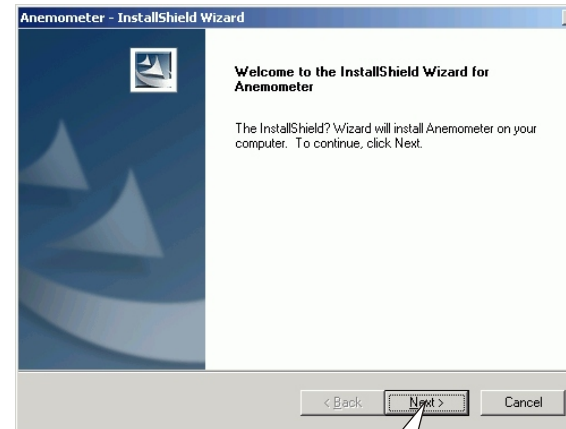 Anemometer - InstallShield Wizard
Welcome to the InstallShield Wizard for
Anemometer
The InstallShield? Wizard will install Anemometer on your
computer. To continue, click Next.
< Back
Next >
Cancel